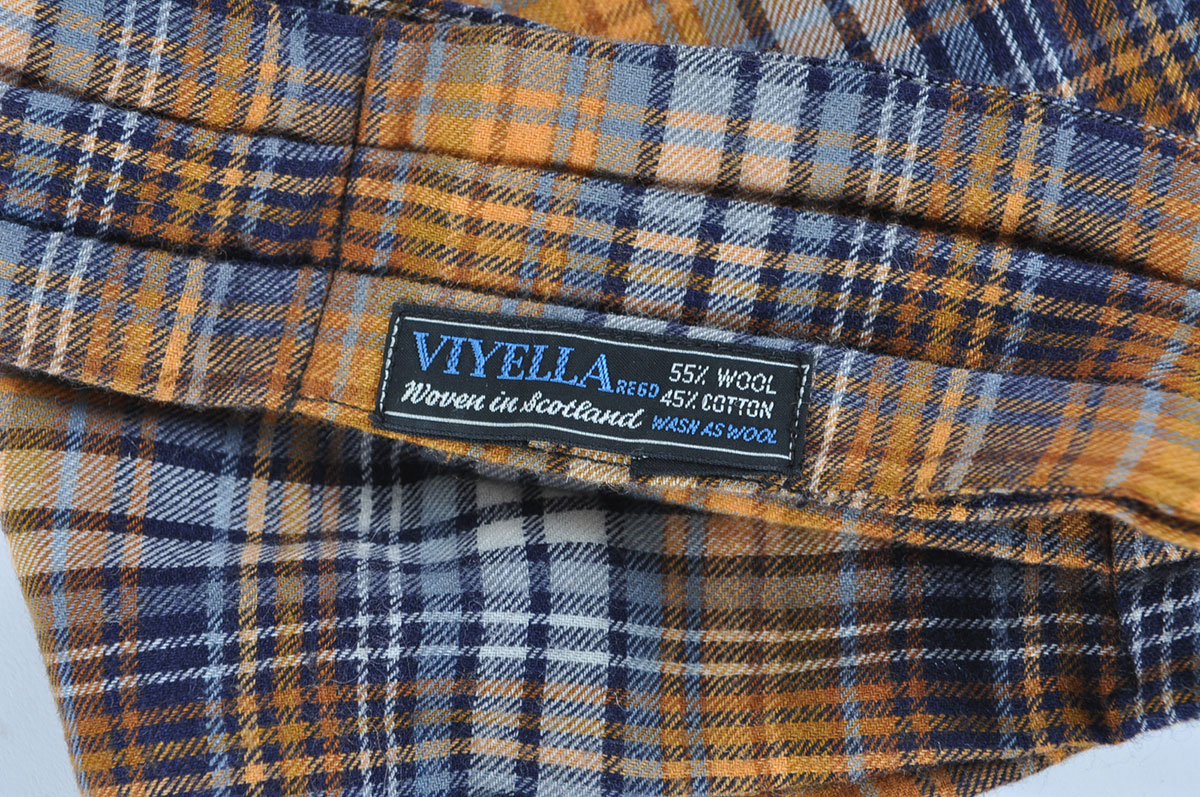 VIYELLA REGD
Woven in Scotland
55% WOOL
45% COTTON
WASH AS WOOL